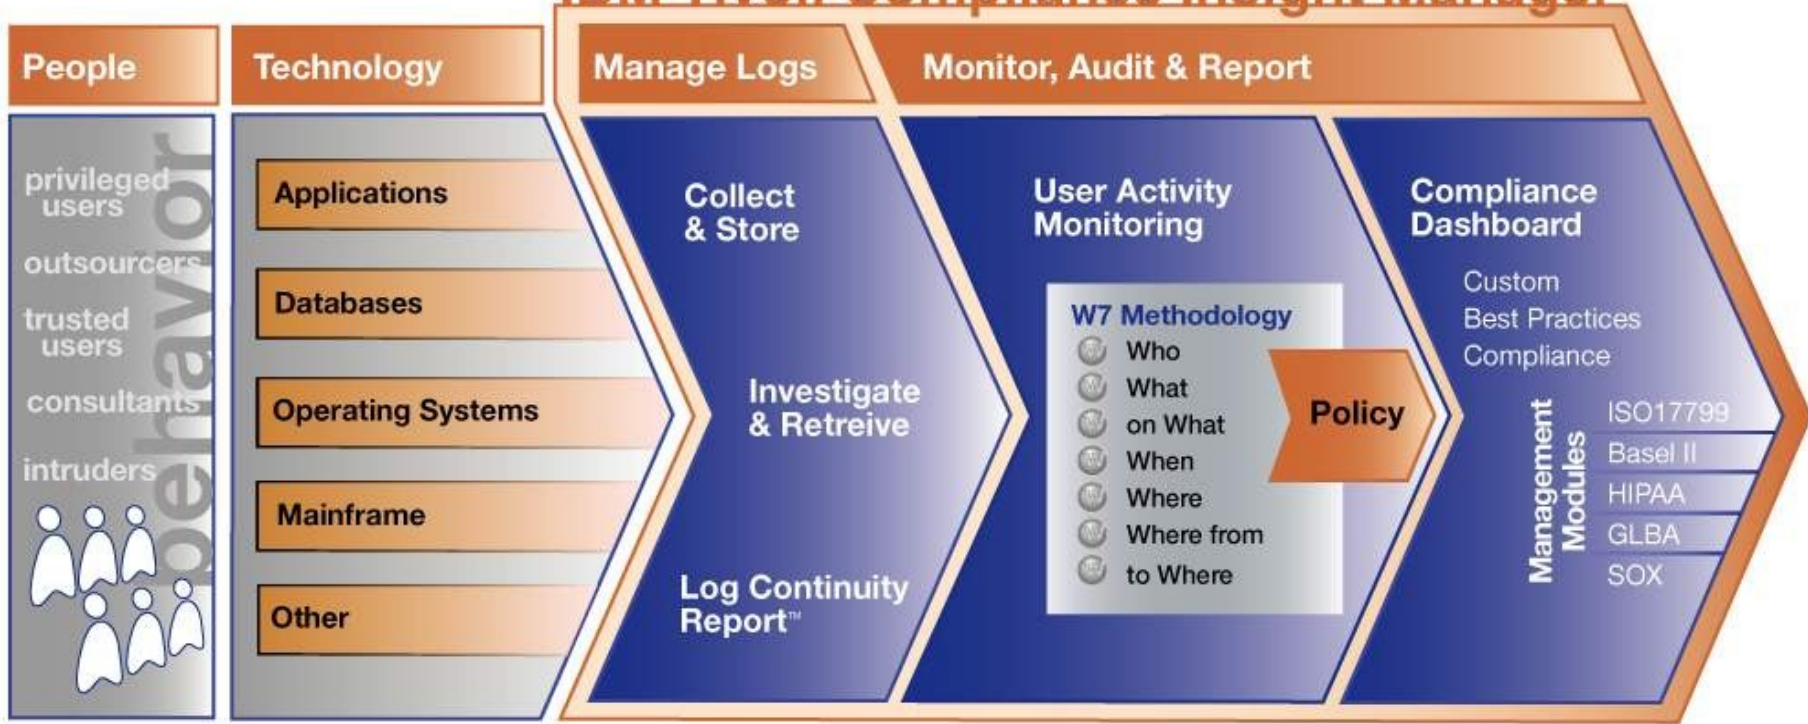 Compliance Insight Manager
People
Technology
Manage Logs
Monitor, Audit & Report
behavior
privileged
users
outsourcers
trusted
users
consultants
intruders
Applications
Databases
Operating Systems
Mainframe
Other
Collect
& Store
Investigate
& Retreive
Log Continuity
Report™
User Activity
Monitoring
W7 Methodology
Who
What
on What
When
Where
Where from
to Where
Policy
Compliance
Dashboard
Custom
Best Practices
Compliance
Management
Modules
ISO17799
Basel II
HIPAA
GLBA
SOX